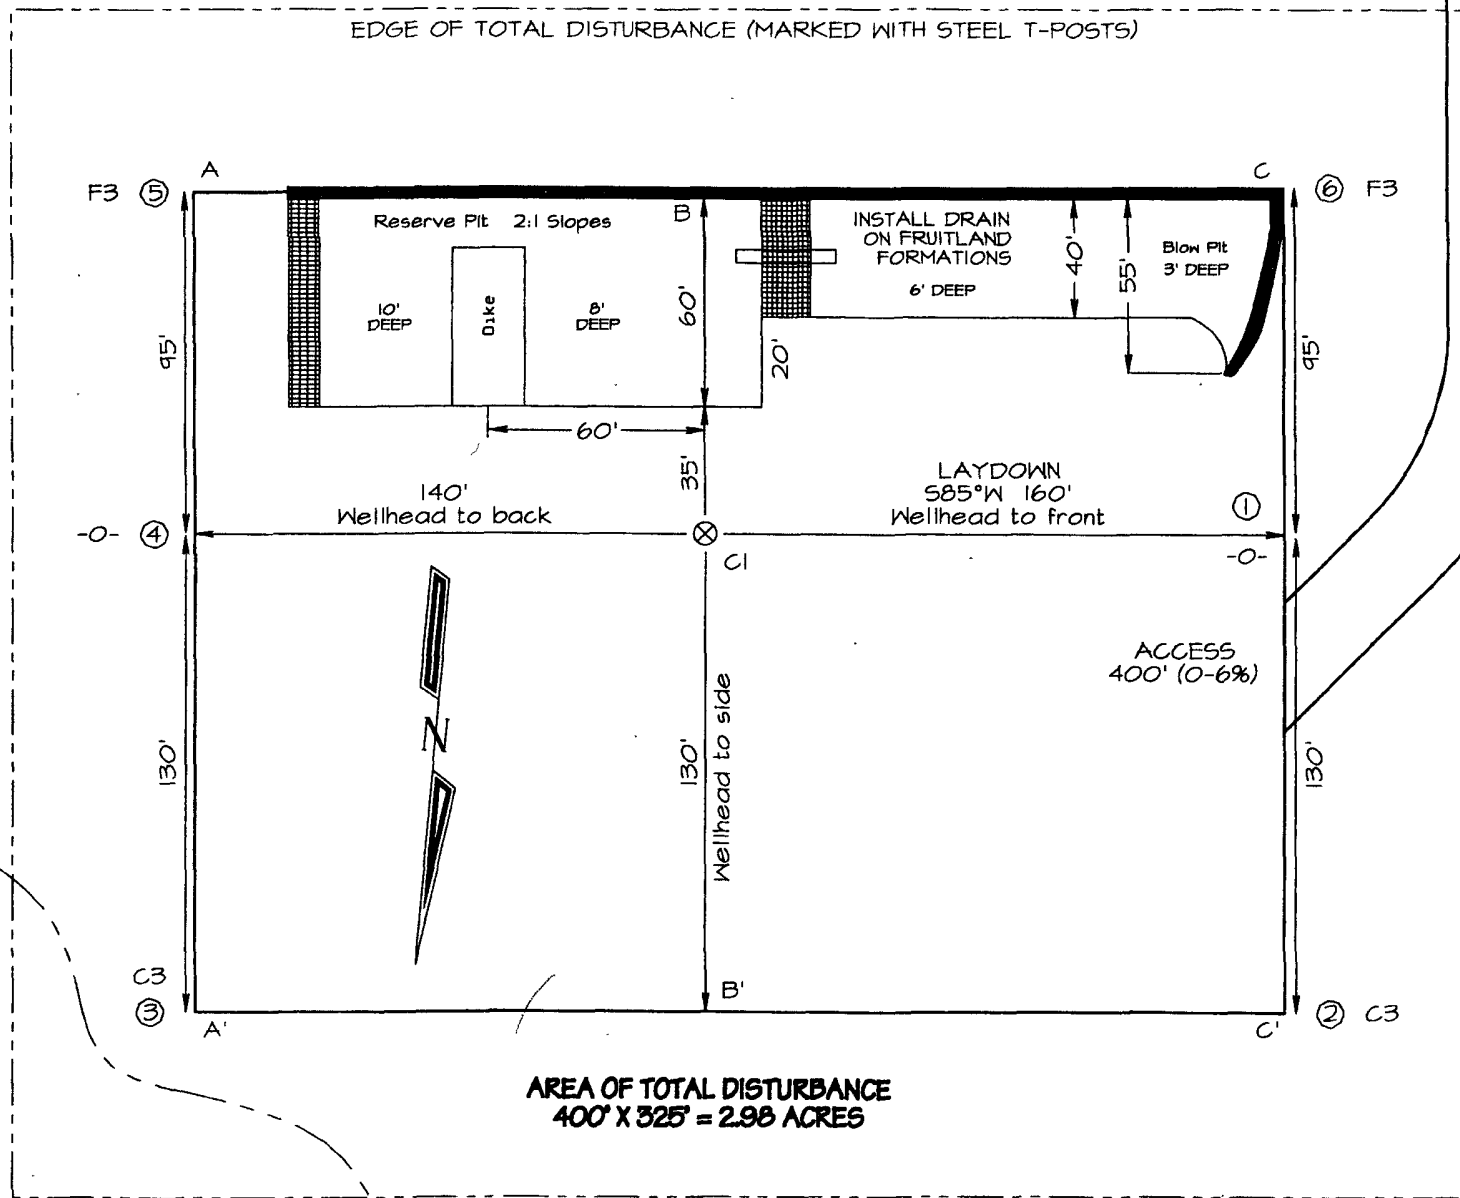 EDGE OF TOTAL DISTURBANCE (MARKED WITH STEEL T-POSTS)
A
C
F3 5
6 F3
Reserve Pit 2:1 Slopes
B
INSTALL DRAIN
ON FRUITLAND
FORMATIONS
6' DEEP
40'
55'
Blow Pit
3' DEEP
10'
DEEP
Dike
8'
DEEP
60'
20'
95'
95'
60'
35'
140'
Wellhead to back
LAYDOWN
S85°W 160'
Wellhead to front
1
-0- 4
C1
-0-
ACCESS
400' (0-6%)
N
130'
130'
Wellhead to side
130'
C3
3
A'
B'
C'
2 C3
AREA OF TOTAL DISTURBANCE
400' X 325' = 2.98 ACRES